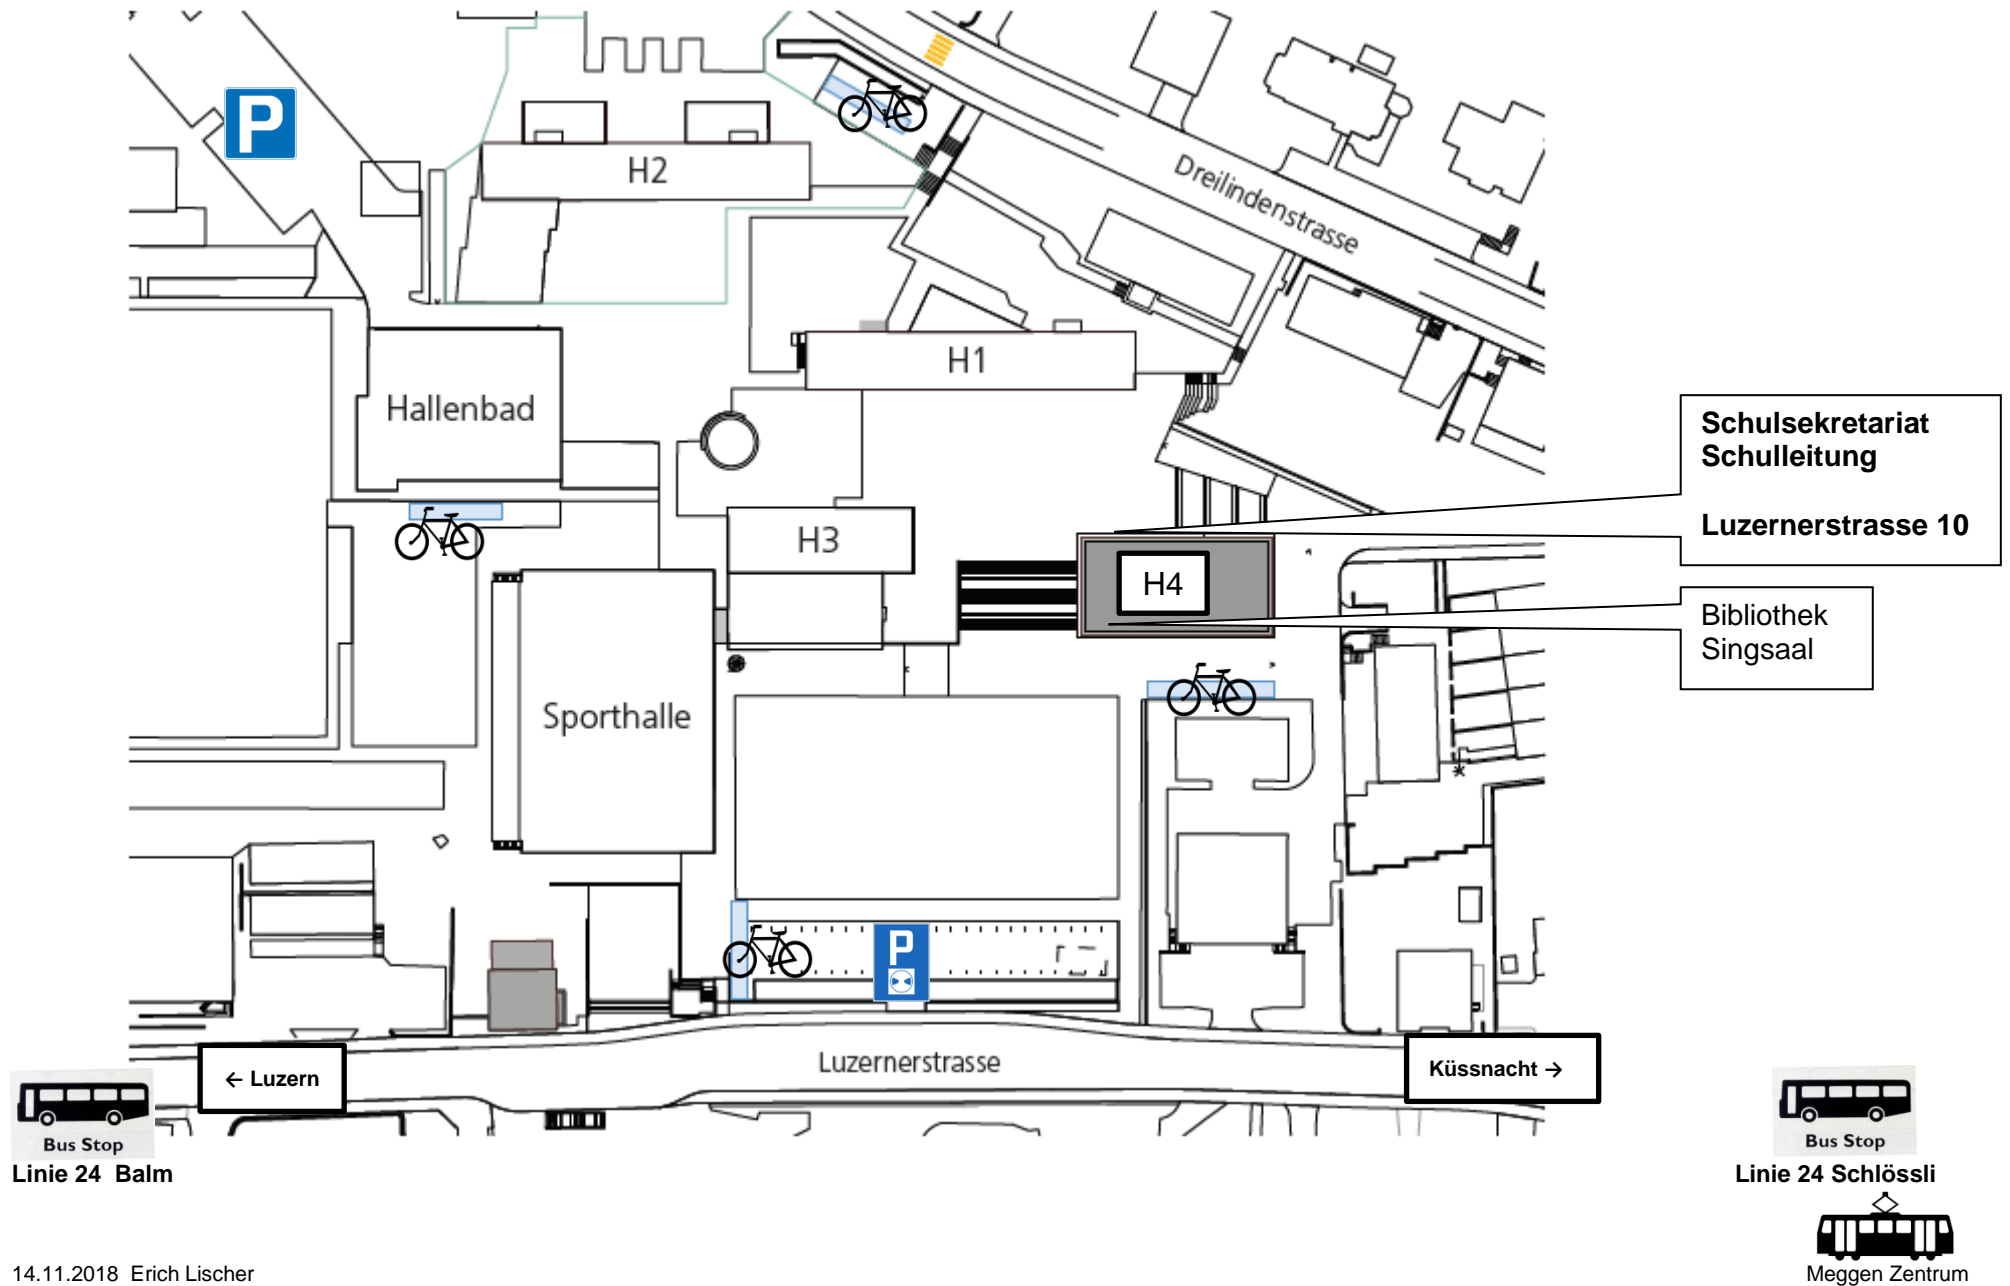 P
H2
Dreilindenstrasse
H1
Hallenbad
Schulsekretariat
Schulleitung
Luzernerstrasse 10
H3
H4
Bibliothek
Singsaal
Sporthalle
P
Luzernerstrasse
← Luzern
Küssnacht →
Bus Stop
Linie 24 Balm
Bus Stop
Linie 24 Schlössli
14.11.2018 Erich Lischer
Meggen Zentrum